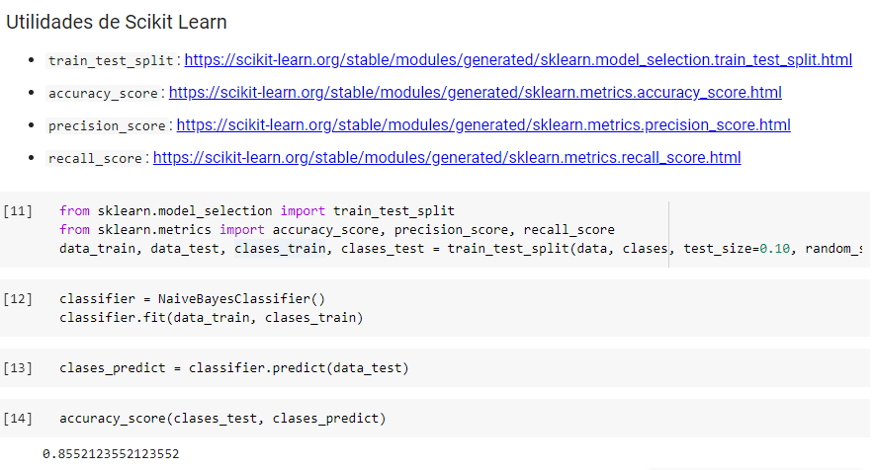 Utilidades de Scikit Learn
• train_test_split: https://scikit-learn.org/stable/modules/generated/sklearn.model_selection.train_test_split.html
• accuracy_score: https://scikit-learn.org/stable/modules/generated/sklearn.metrics.accuracy_score.html
• precision_score: https://scikit-learn.org/stable/modules/generated/sklearn.metrics.precision_score.html
• recall_score: https://scikit-learn.org/stable/modules/generated/sklearn.metrics.recall_score.html
[11] from sklearn.model_selection import train_test_split
from sklearn.metrics import accuracy_score, precision_score, recall_score
data_train, data_test, clases_train, clases_test = train_test_split(data, clases, test_size=0.10, random_s
[12] classifier = NaiveBayesClassifier()
classifier.fit(data_train, clases_train)
[13] clases_predict = classifier.predict(data_test)
[14] accuracy_score(clases_test, clases_predict)
0.8552123552123552